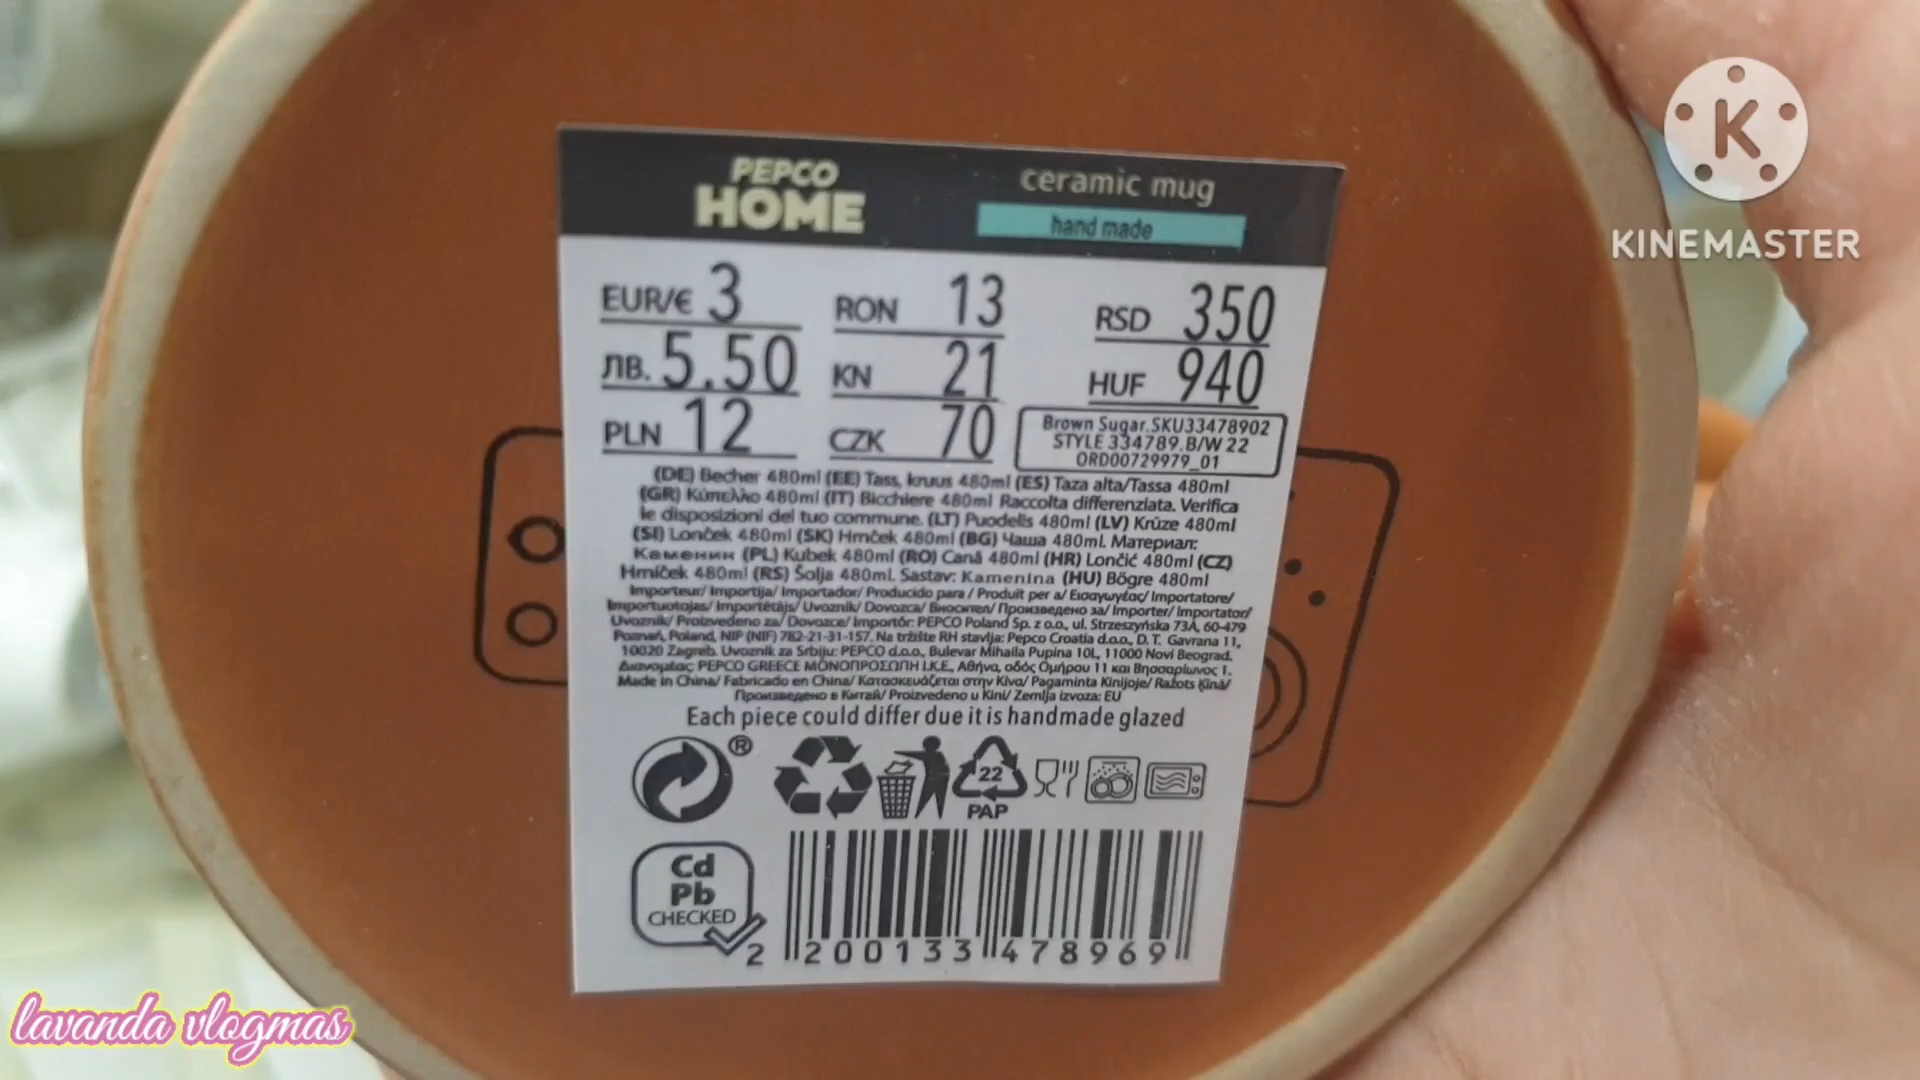 PEPCO
HOME
ceramic mug
hand made
EUR/€ 3
RON 13
RSD 350
ЛВ. 5.50
KN 21
HUF 940
PLN 12
CZK 70
Brown Sugar.SKU33478902
STYLE 334789.B/W 22
ORD00729979_01
(DE) Becher 480ml (EE) Tass, kruus 480ml (ES) Taza alta/Tassa 480ml
(GR) Κύπελλο 480ml (IT) Bicchiere 480ml Raccolta differenziata. Verifica
le disposizioni del tuo commune. (LT) Puodelis 480ml (LV) Krūze 480ml
(SI) Lonček 480ml (SK) Hrnček 480ml (BG) Чаша 480ml. Материал:
Каменин (PL) Kubek 480ml (RO) Cană 480ml (HR) Lončić 480ml (CZ)
Hrníček 480ml (RS) Šolja 480ml. Sastav: Kamenina (HU) Bögre 480ml
Importeur/ Importija/ Importador/ Producido para / Produit per a/ Εισαγωγέας/ Importatore/
Importuotojas/ Importētājs/ Uvoznik/ Dovozca/ Вносител/ Произведено за/ Importer/ Importator/
Uvoznik/ Proizvedeno za/ Dovozce/ Importőr: PEPCO Poland Sp. z o.o., ul. Strzeszyńska 73A, 60-479
Poznań, Poland, NIP (NIF) 782-21-31-157. Na tržište RH stavlja: Pepco Croatia d.o.o., D. T. Gavrana 11,
10020 Zagreb. Uvoznik za Srbiju: PEPCO d.o.o., Bulevar Mihaila Pupina 10L, 11000 Novi Beograd.
Διανομέας: PEPCO GREECE ΜΟΝΟΠΡΟΣΩΠΗ Ι.Κ.Ε., Αθήνα, οδός Ομήρου 11 και Βησσαρίωνος 1.
Made in China/ Fabricado en China/ Κατασκευάζεται στην Κίνα/ Pagaminta Kinijoje/ Ražots Ķīnā/
Произведено в Китай/ Proizvedeno u Kini/ Zemlja izvoza: EU
Each piece could differ due it is handmade glazed
®
22
PAP
Cd
Pb
CHECKED
2 200133 478969
K
KINEMASTER
lavanda vlogmas